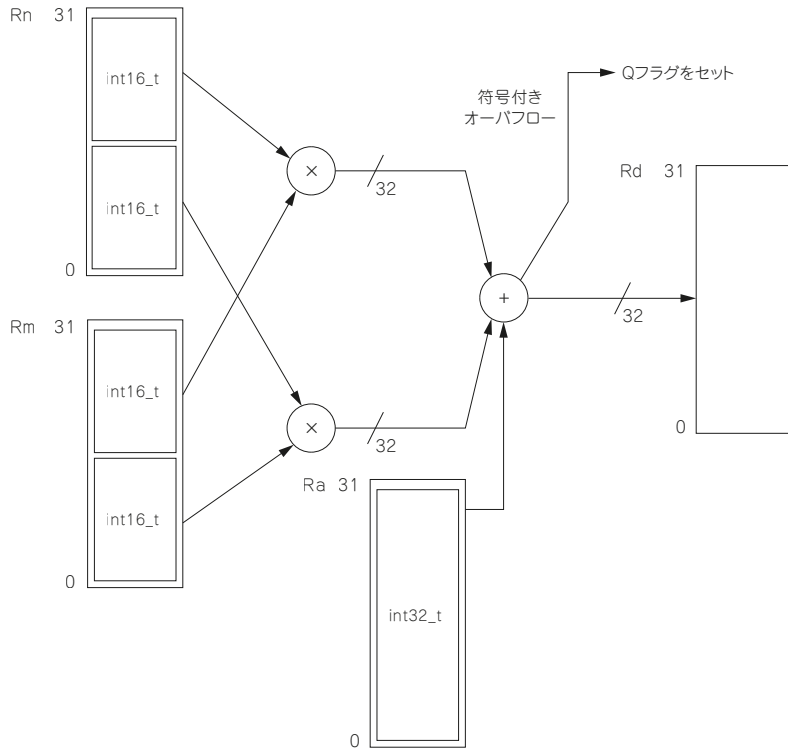 Rn 31
int16_t
int16_t
0
Rm 31
int16_t
int16_t
0
×
32
×
32
Ra 31
int32_t
0
+
符号付き
オーバフロー
Qフラグをセット
32
Rd 31
0